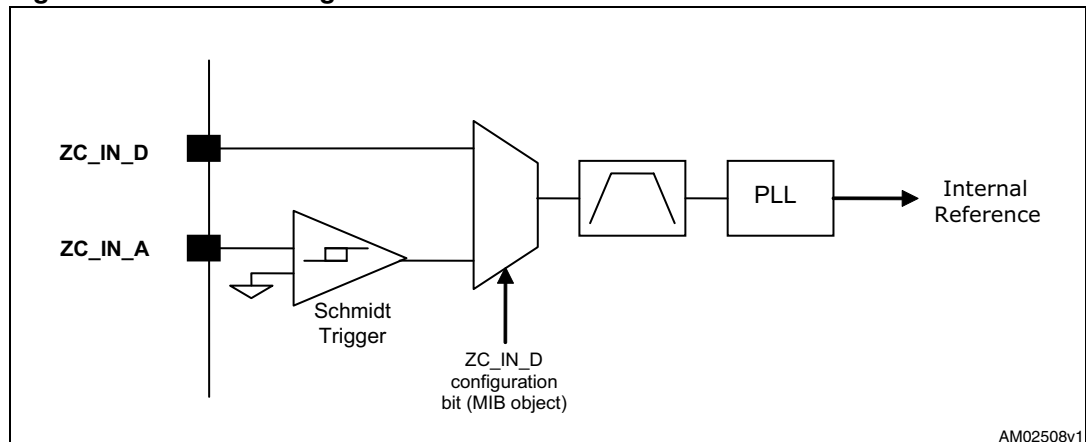 ZC_IN_D
ZC_IN_A
Schmidt
Trigger
ZC_IN_D
configuration
bit (MIB object)
PLL
Internal
Reference
AM02508v1